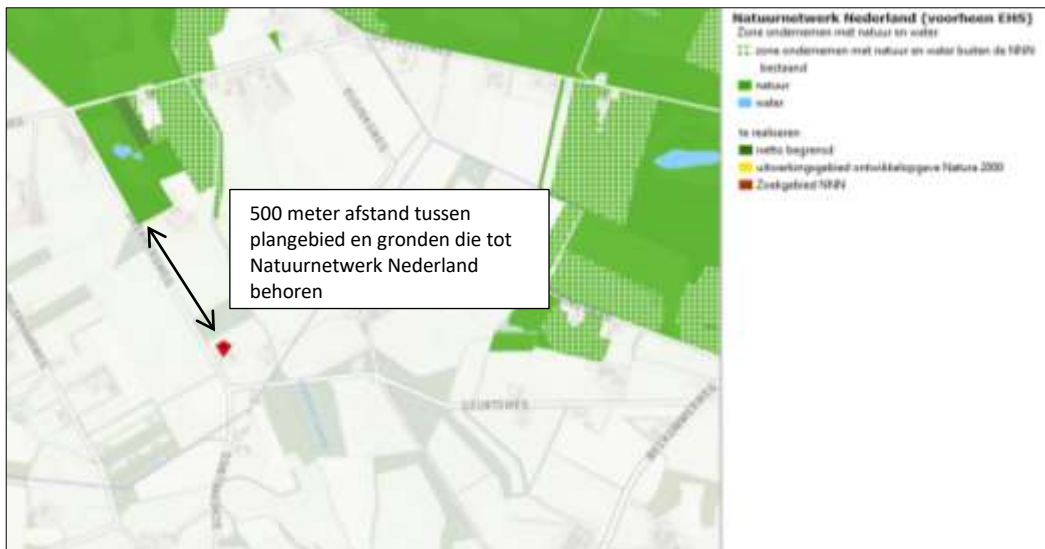 Natuurnetwerk Nederland (voorheen EHS)
Zone ondernemen met natuur en water
zone ondernemen met natuur en water buiten de NNN
bestaand
natuur
water
te realiseren
netto begrensd
uitwerkingsgebied ontwikkelopgave Natura 2000
Zoekgebied NNN
500 meter afstand tussen
plangebied en gronden die tot
Natuurnetwerk Nederland
behoren